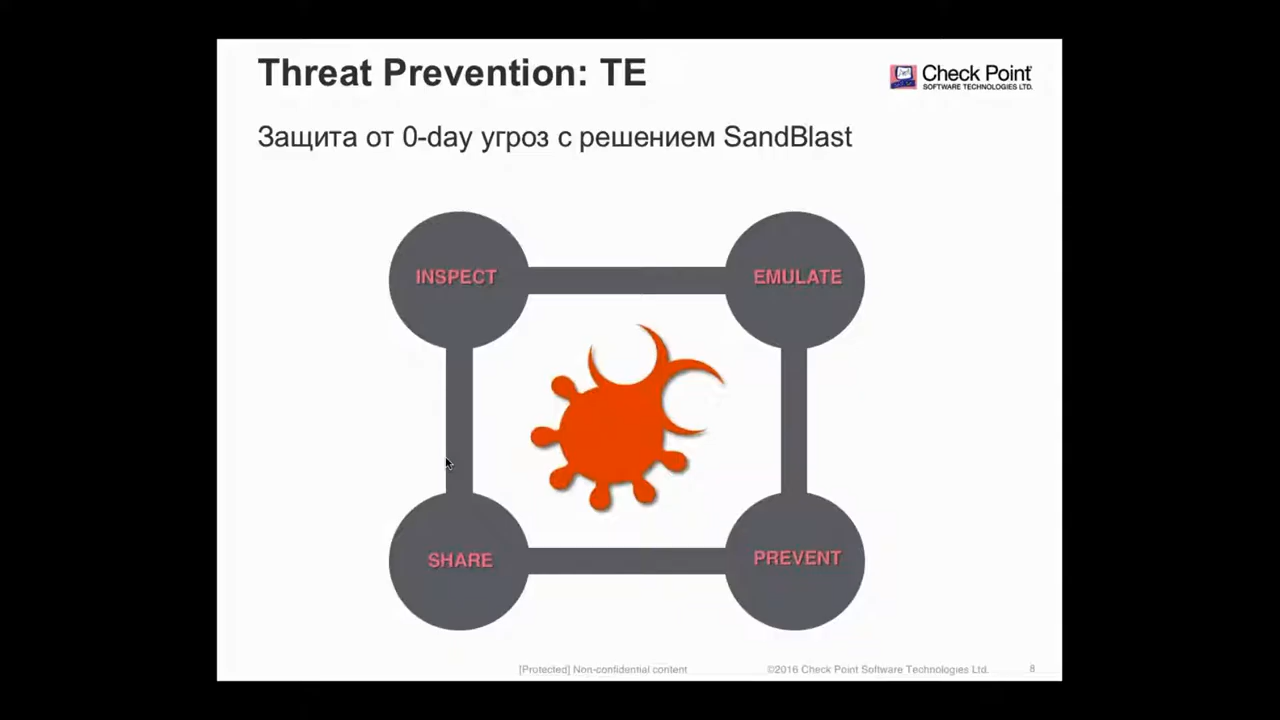 Threat Prevention: TE
Check Point
SOFTWARE TECHNOLOGIES LTD.
Защита от 0-day угроз с решением SandBlast
INSPECT
EMULATE
SHARE
PREVENT
[Protected] Non-confidential content
©2016 Check Point Software Technologies Ltd.
8